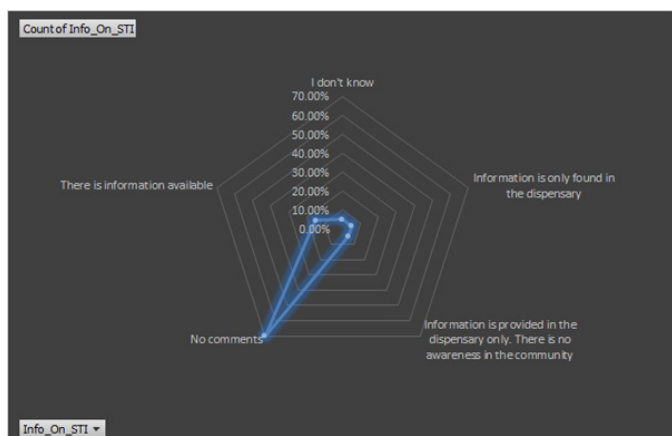 Count of Info_On_STI
I don't know
70.00%
60.00%
50.00%
40.00%
30.00%
20.00%
10.00%
0.00%
Information is only found in
the dispensary
Information is provided in the
dispensary only. There is no
awareness in the community
No comments
There is information available
Info_On_STI